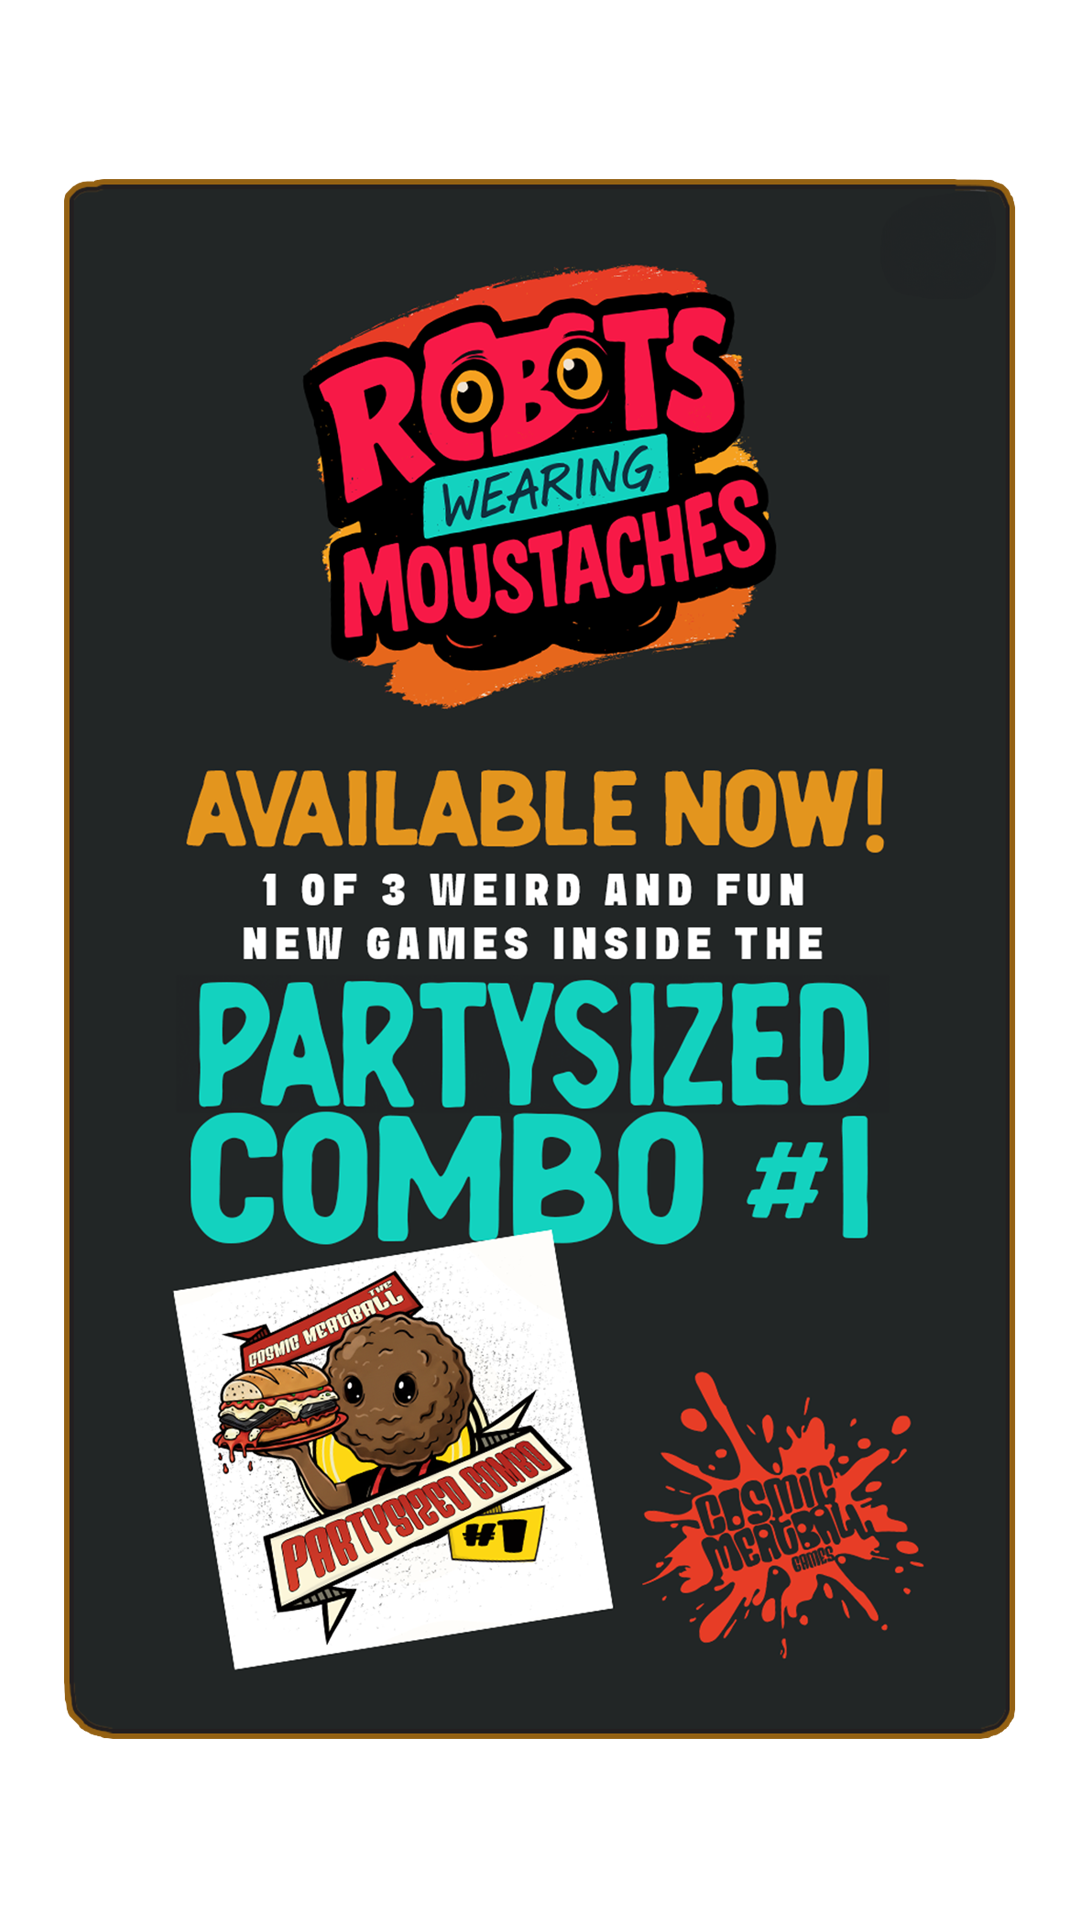 ROBOTS
WEARING
MOUSTACHES
AVAILABLE NOW!
1 OF 3 WEIRD AND FUN
NEW GAMES INSIDE THE
PARTYSIZED
COMBO #1
THE
COSMIC MEATBALL
PARTYSIZED COMBO
#1
COSMIC
MEATBALL
GAMES